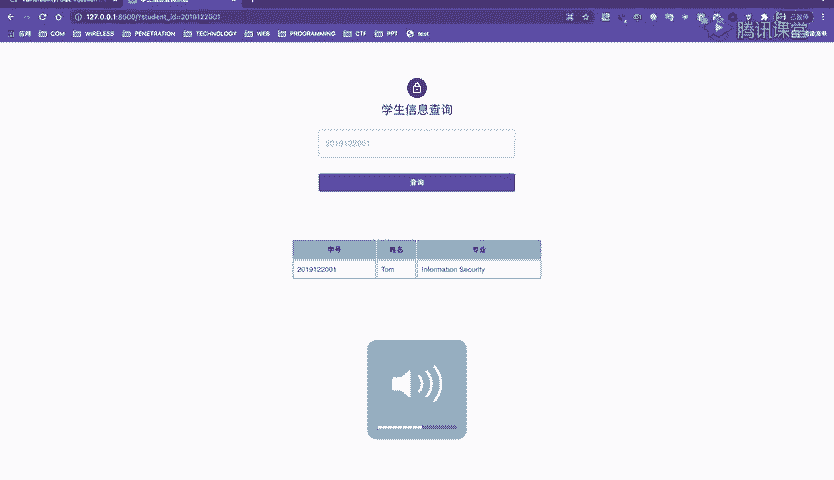 127.0.0.1:8000/?student_id=2019122001
应用 COM WIRELESS PENETRATION TECHNOLOGY WEB PROGRAMMING CTF PPT test
腾讯课堂
学生信息查询
2019122001
查询
学号 姓名 专业
2019122001 Tom Information Security